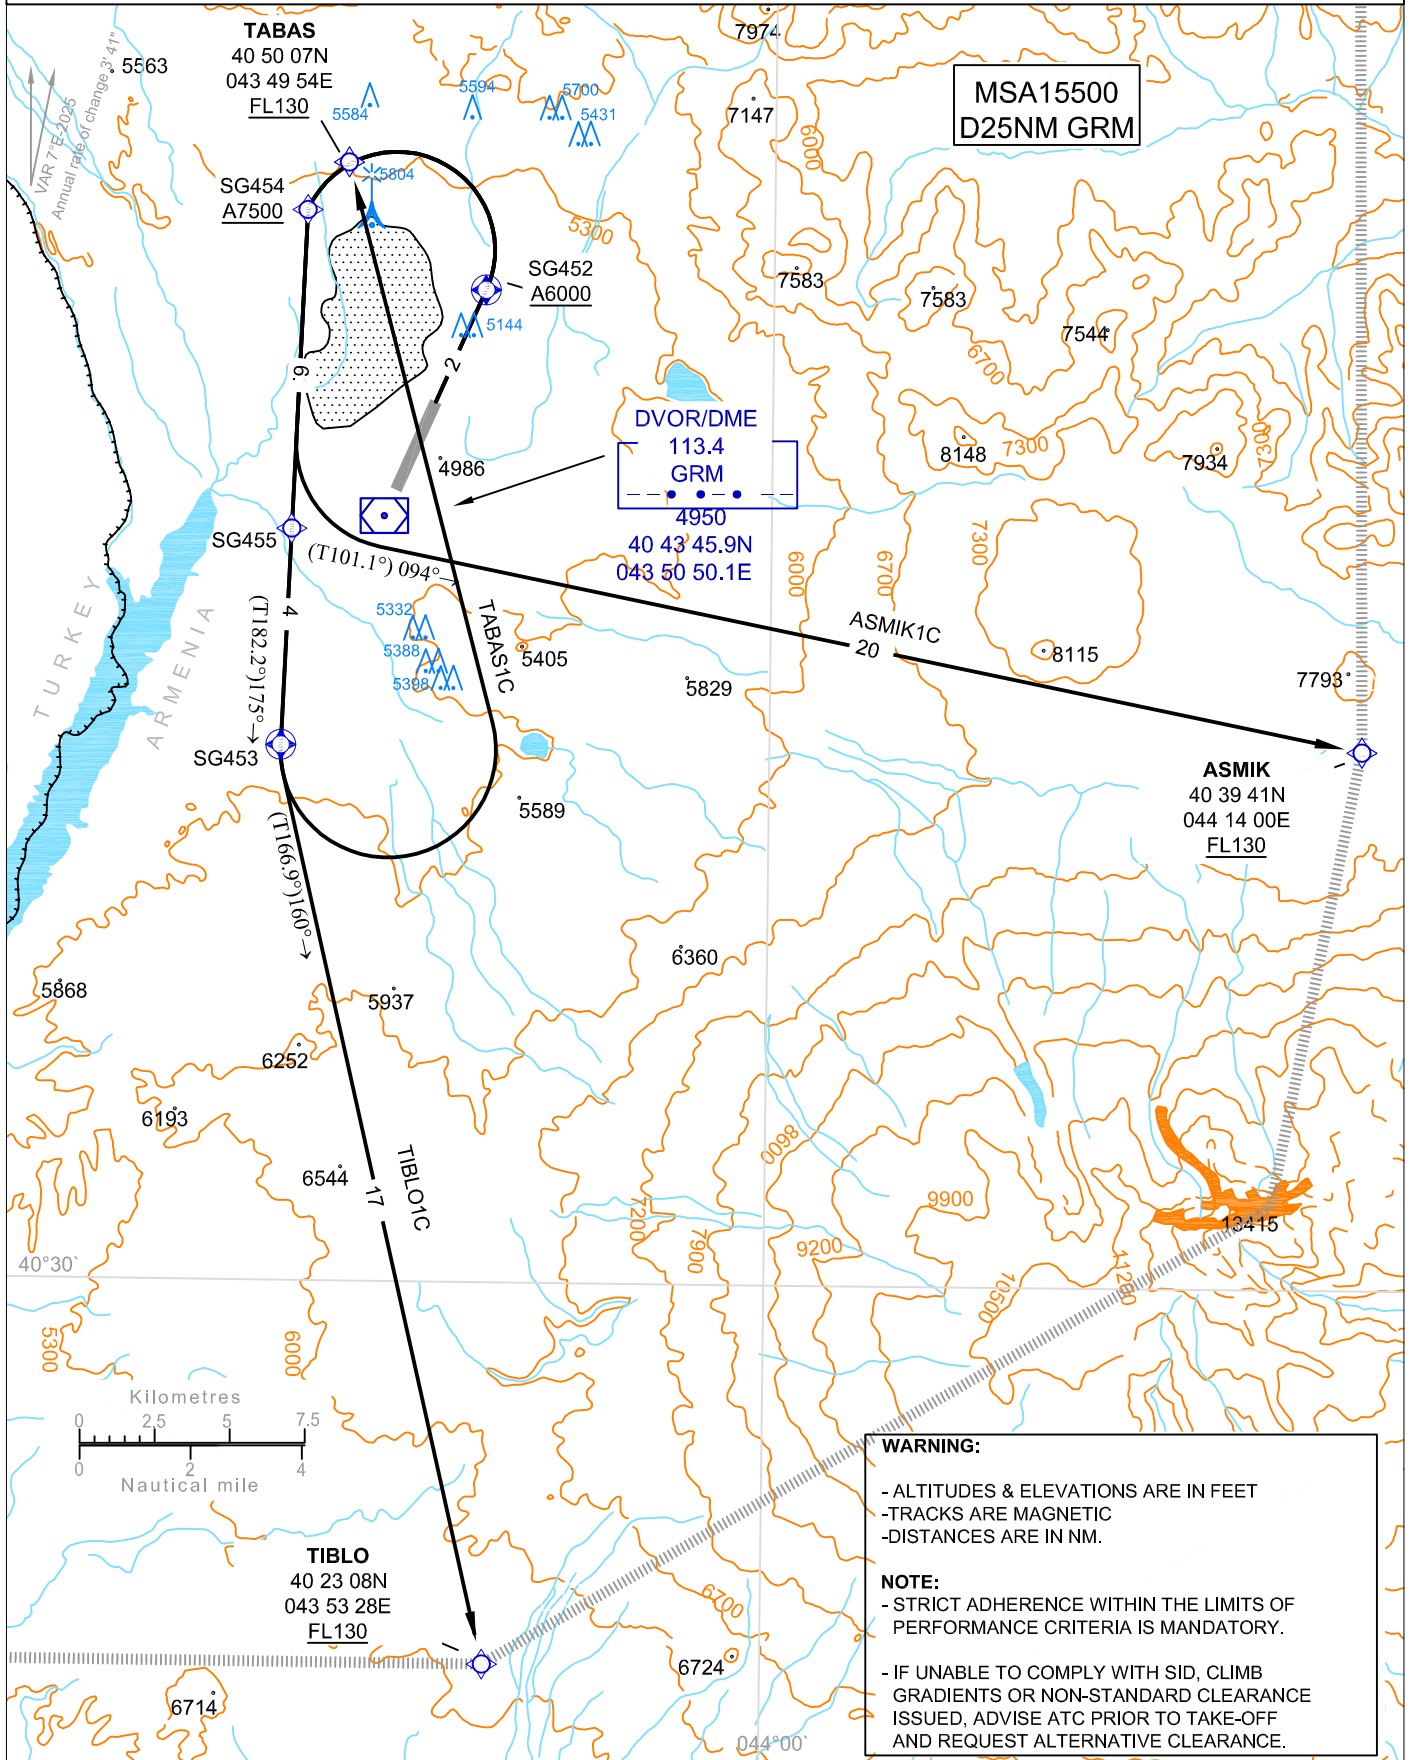 7974
TABAS
40 50 07N
043 49 54E
FL130
5563
VAR 7°E-2025
Annual rate of change 3' 41"
5584
5594
5700
5431
7147
6000
MSA15500
D25NM GRM
5804
SG454
A7500
5300
SG452
A6000
5144
7583
7583
7544
6700
9
2
DVOR/DME
113.4
GRM
4950
40 43 45.9N
043 50 50.1E
4986
8148
7300
7934
7300
SG455
(T101.1°) 094°→
7300
6000
6700
TURKEY
ARMENIA
4
(T182.2°)175°→
5332
5388
5398
5405
TABAS1C
ASMIK1C
20
8115
5829
7793
SG453
ASMIK
40 39 41N
044 14 00E
FL130
5589
(T166.9°)160°→
6360
5868
5937
6252
6193
8600
6544
17
TIBLO1C
7200
7900
9900
9200
13415
11200
10500
40°30`
5300
6000
Kilometres
0 2.5 5 7.5
0 2 4
Nautical mile
TIBLO
40 23 08N
043 53 28E
FL130
6700
6724
6714
044°00`
WARNING:
- ALTITUDES & ELEVATIONS ARE IN FEET
-TRACKS ARE MAGNETIC
-DISTANCES ARE IN NM.
NOTE:
- STRICT ADHERENCE WITHIN THE LIMITS OF
PERFORMANCE CRITERIA IS MANDATORY.
- IF UNABLE TO COMPLY WITH SID, CLIMB
GRADIENTS OR NON-STANDARD CLEARANCE
ISSUED, ADVISE ATC PRIOR TO TAKE-OFF
AND REQUEST ALTERNATIVE CLEARANCE.